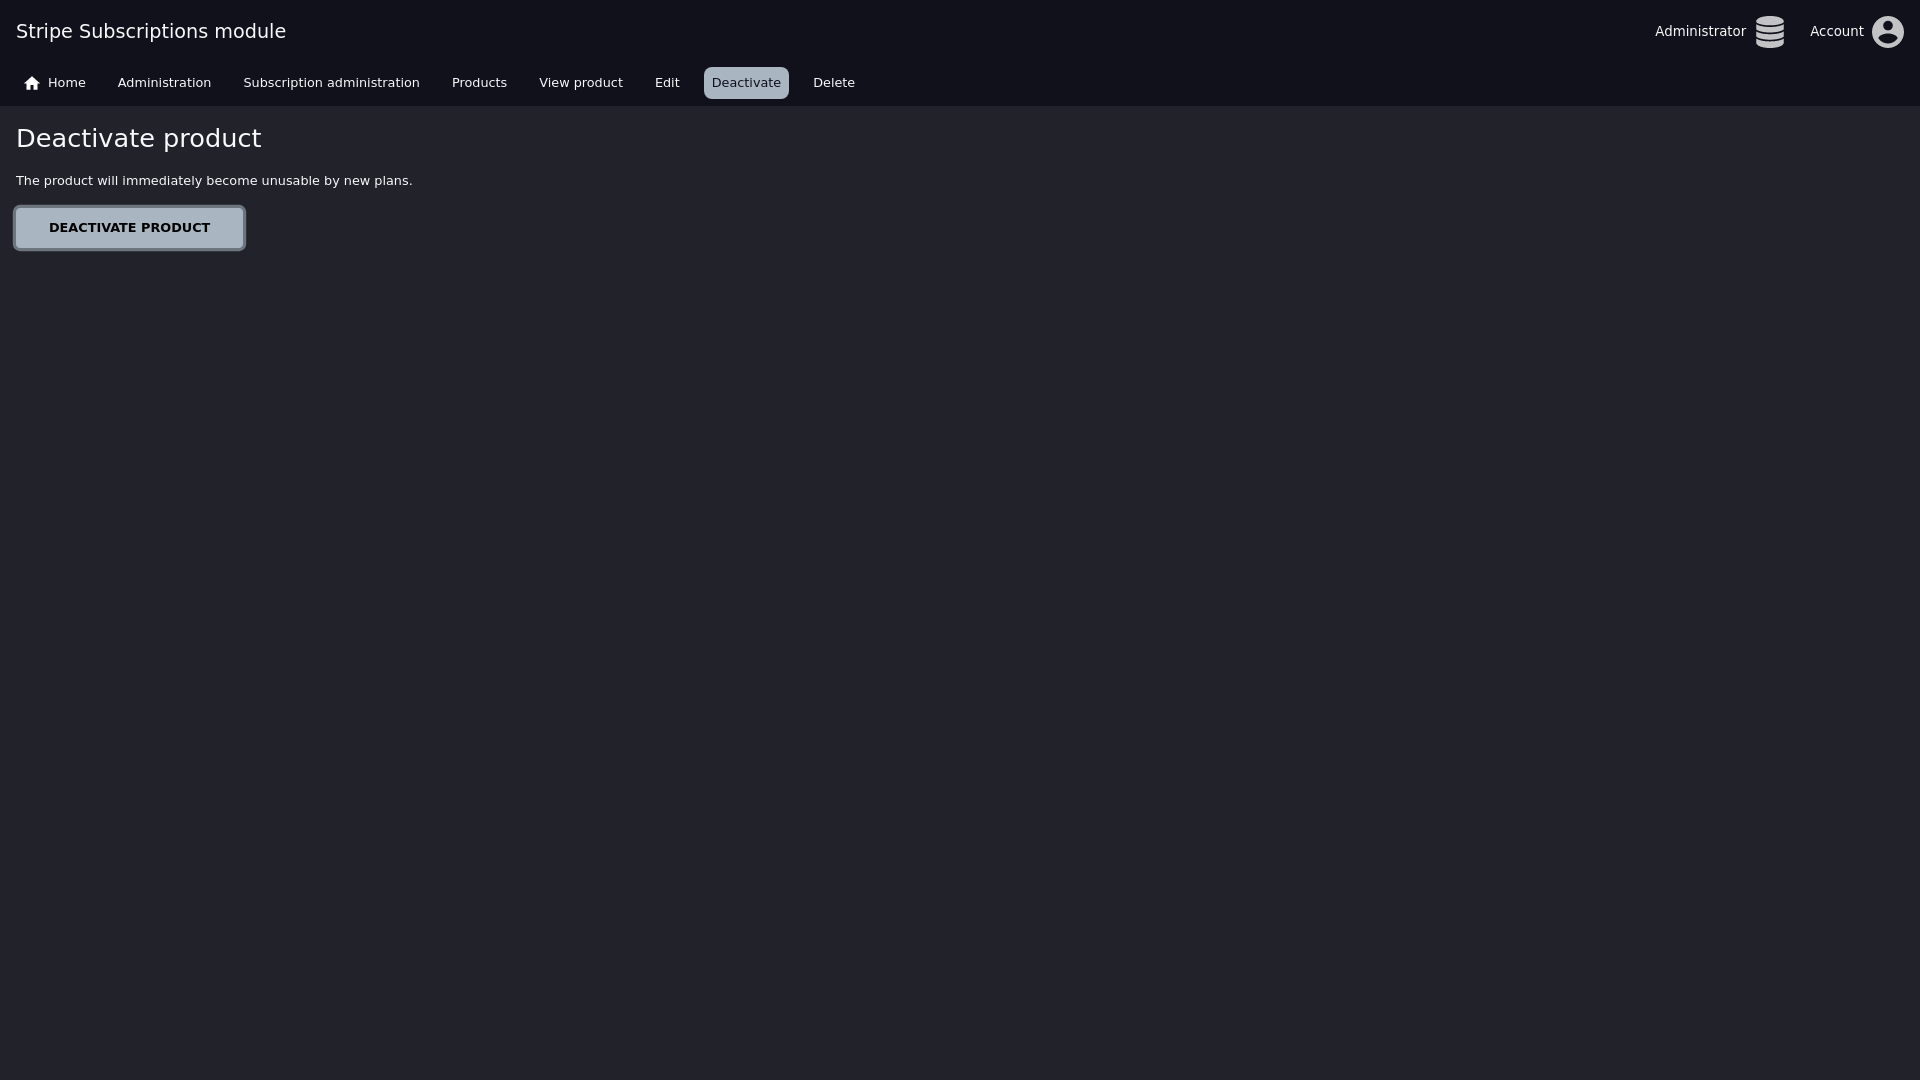 Stripe Subscriptions module
Administrator
Account
Home
Administration
Subscription administration
Products
View product
Edit
Deactivate
Delete
Deactivate product
The product will immediately become unusable by new plans.
DEACTIVATE PRODUCT